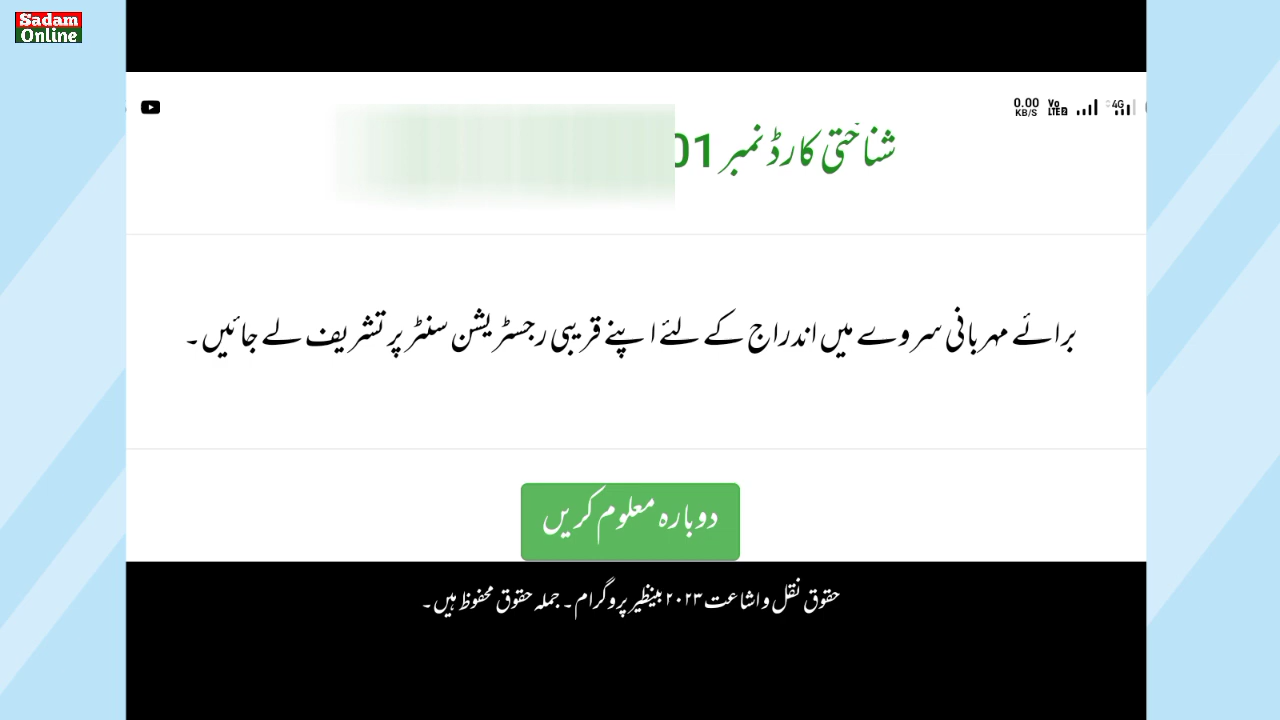 Sadam
Online
0.00
KB/S
Vo
LTE2
4G
شناختی کارڈ نمبر 01
برائے مہربانی سروے میں اندراج کے لئے اپنے قریبی رجسٹریشن سنٹر پر تشریف لے جائیں۔
دوبارہ معلوم کریں
حقوق نقل و اشاعت ۲۰۲۳ بینظیر پروگرام۔ جملہ حقوق محفوظ ہیں۔